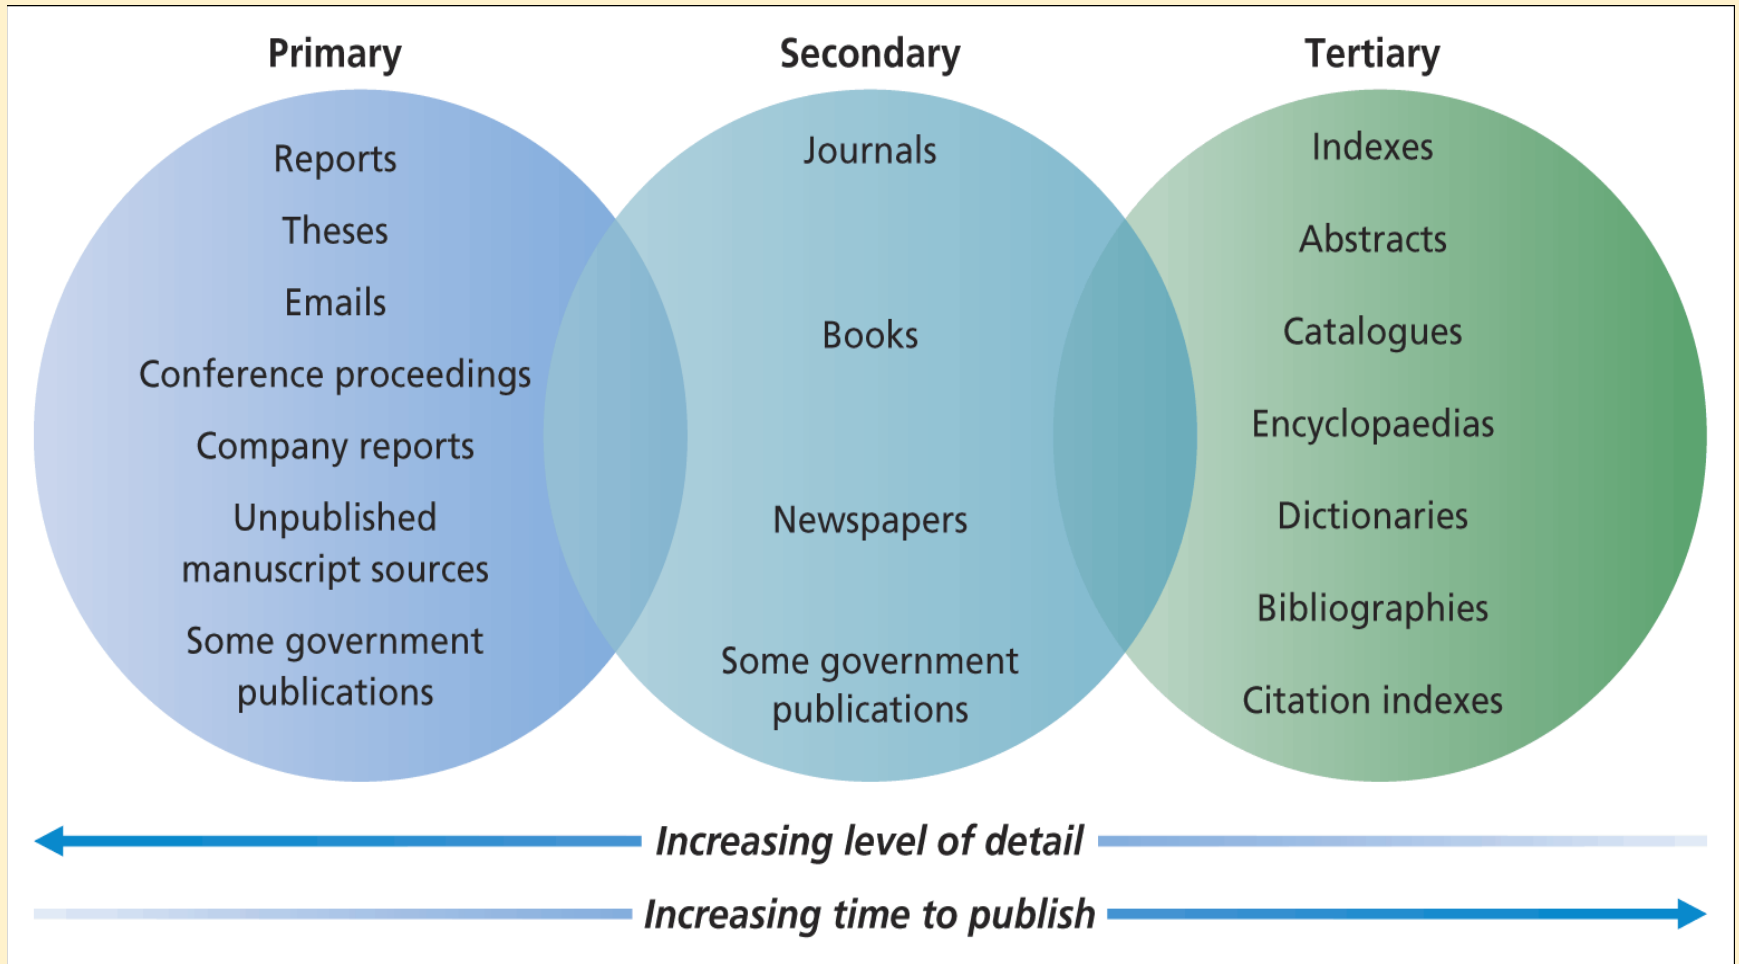 Primary
Reports
Theses
Emails
Conference proceedings
Company reports
Unpublished
manuscript sources
Some government
publications
Secondary
Journals
Books
Newspapers
Some government
publications
Tertiary
Indexes
Abstracts
Catalogues
Encyclopaedias
Dictionaries
Bibliographies
Citation indexes
Increasing level of detail
Increasing time to publish